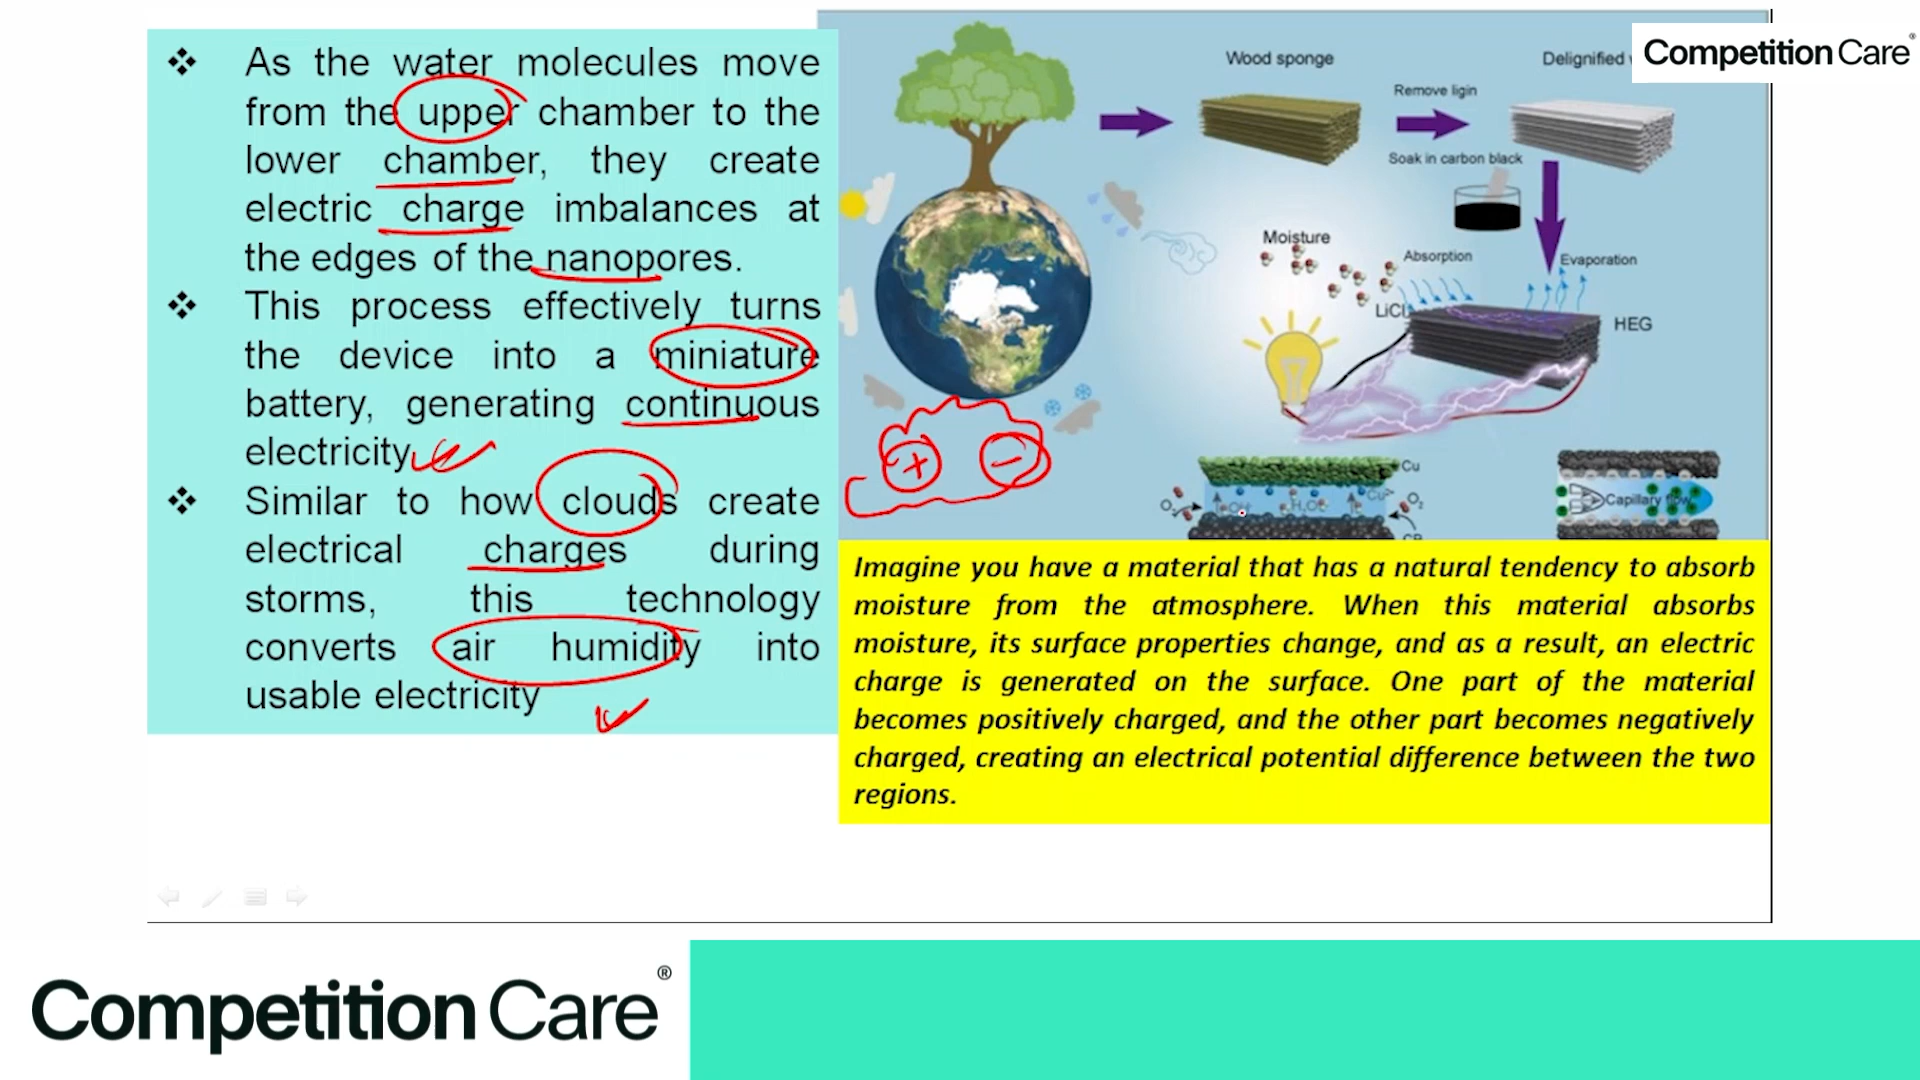 ❖ As the water molecules move
from the upper chamber to the
lower chamber, they create
electric charge imbalances at
the edges of the nanopores.
❖ This process effectively turns
the device into a miniature
battery, generating continuous
electricity
❖ Similar to how clouds create
electrical charges during
storms, this technology
converts air humidity into
usable electricity
Wood sponge
Delignified
Competition Care®
Remove ligin
Soak in carbon black
Moisture
Absorption
Evaporation
LiCl
HEG
+ −
Cu
Cu²⁺
O₂
H₂O
O₂
Capillary flow
Imagine you have a material that has a natural tendency to absorb
moisture from the atmosphere. When this material absorbs
moisture, its surface properties change, and as a result, an electric
charge is generated on the surface. One part of the material
becomes positively charged, and the other part becomes negatively
charged, creating an electrical potential difference between the two
regions.
Competition Care®